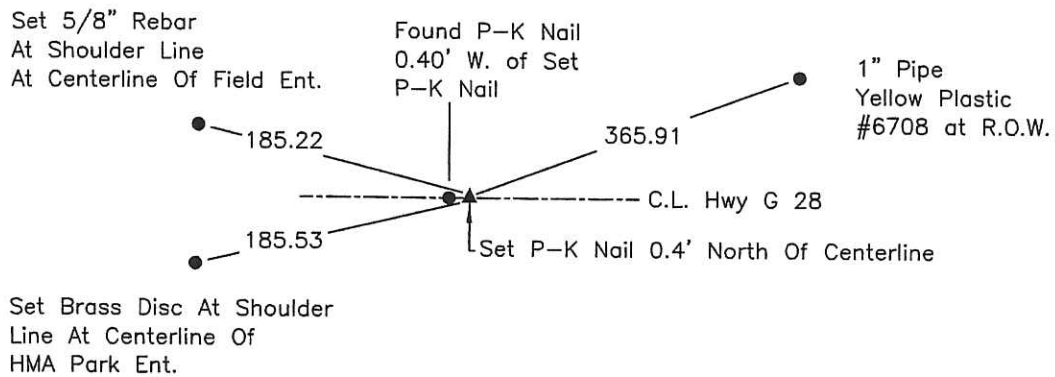 Set 5/8" Rebar
At Shoulder Line
At Centerline Of Field Ent.
Found P-K Nail
0.40' W. of Set
P-K Nail
1" Pipe
Yellow Plastic
#6708 at R.O.W.
185.22
365.91
C.L. Hwy G 28
185.53
Set P-K Nail 0.4' North Of Centerline
Set Brass Disc At Shoulder
Line At Centerline Of
HMA Park Ent.